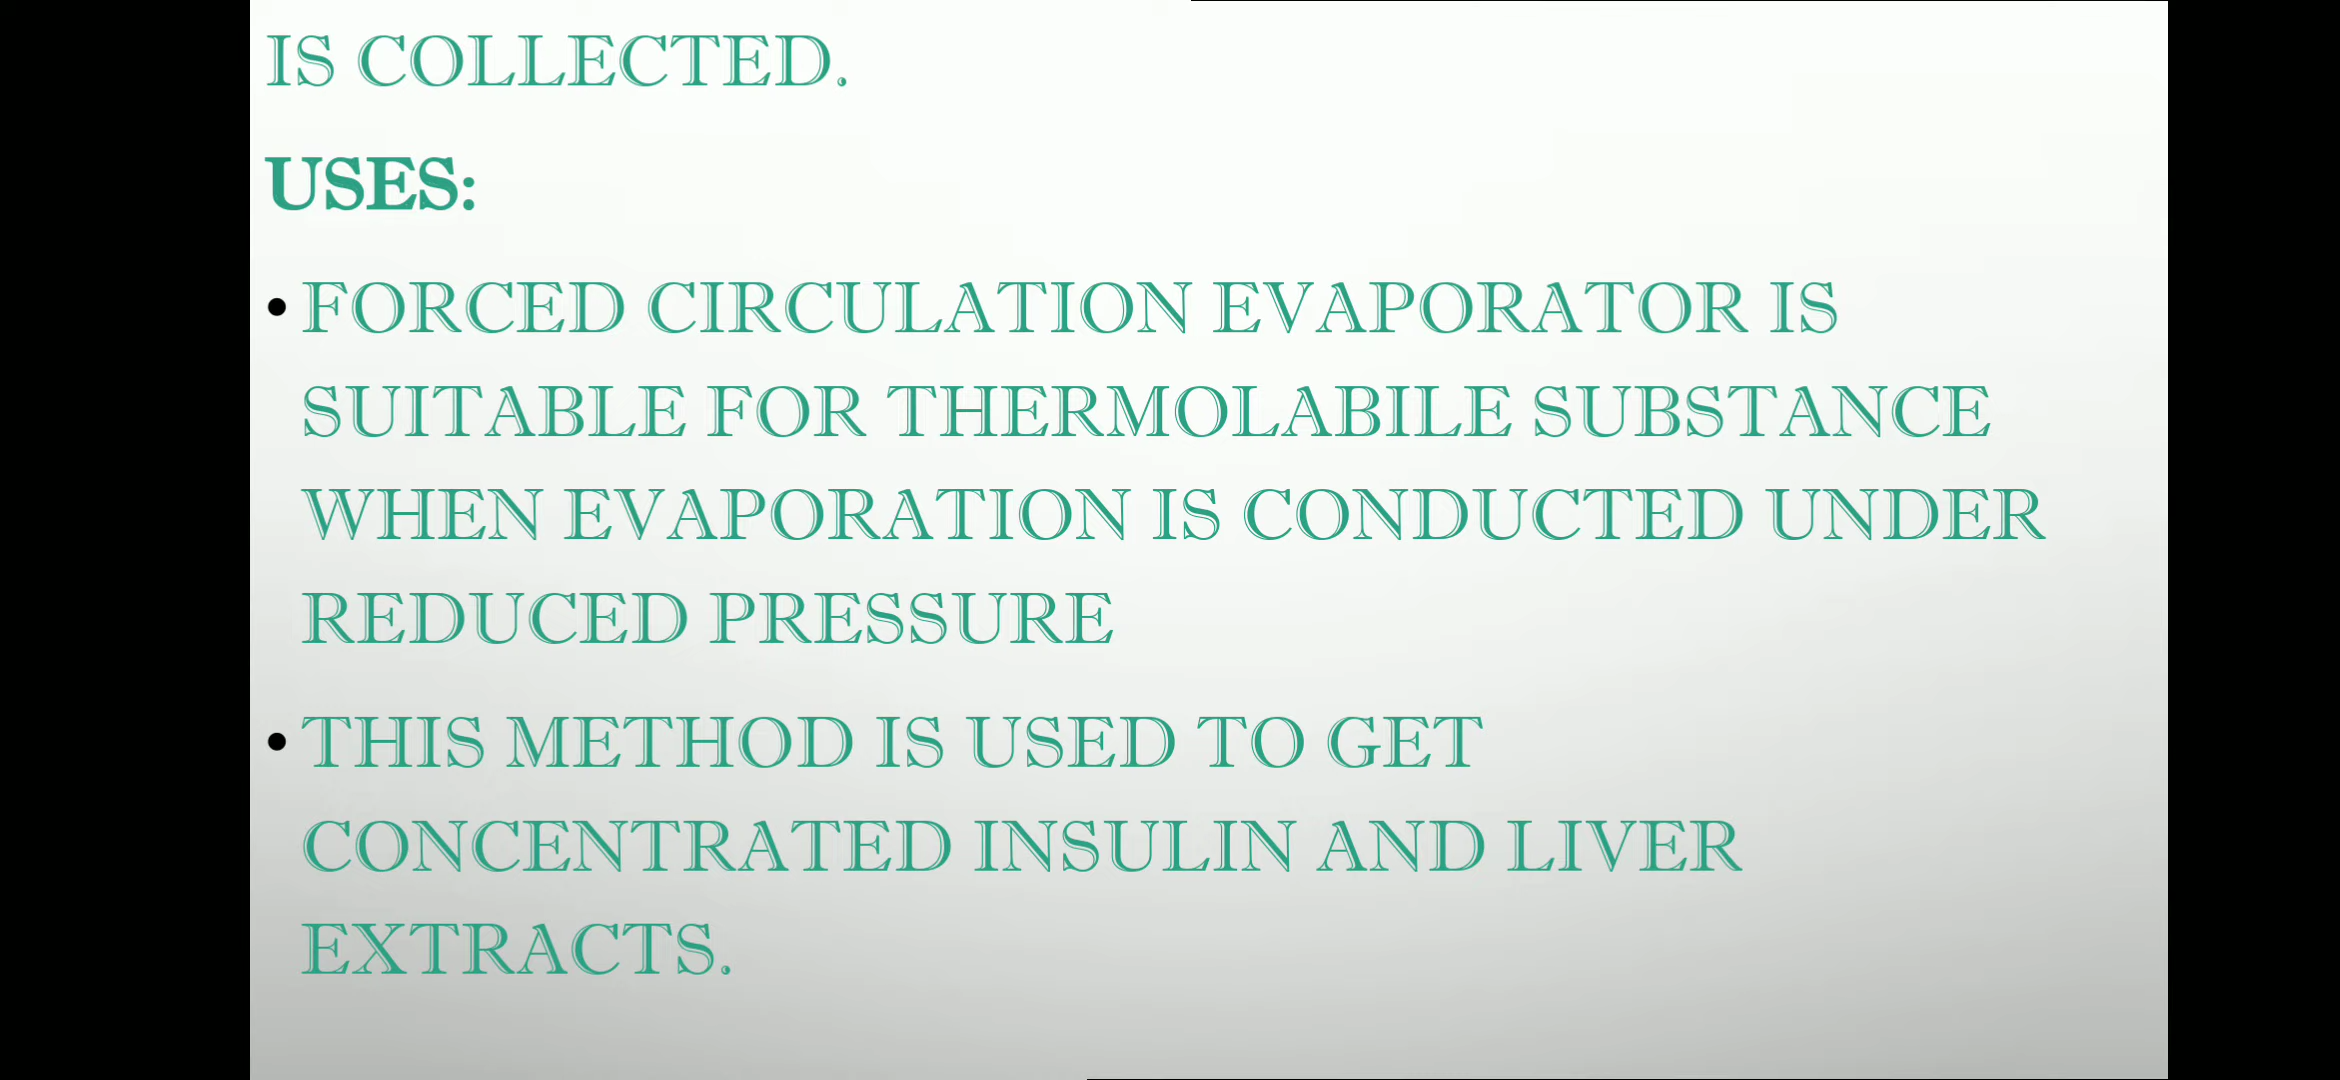 IS COLLECTED.
USES:
• FORCED CIRCULATION EVAPORATOR IS
SUITABLE FOR THERMOLABILE SUBSTANCE
WHEN EVAPORATION IS CONDUCTED UNDER
REDUCED PRESSURE
• THIS METHOD IS USED TO GET
CONCENTRATED INSULIN AND LIVER
EXTRACTS.